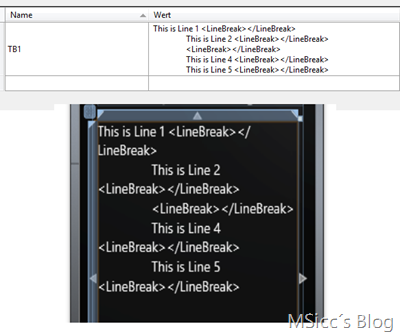 Name Wert
This is Line 1 <LineBreak></LineBreak>
TB1 This is Line 2 <LineBreak></LineBreak>
<LineBreak></LineBreak>
This is Line 4 <LineBreak></LineBreak>
This is Line 5 <LineBreak></LineBreak>
This is Line 1 <LineBreak></
LineBreak>
This is Line 2
<LineBreak></LineBreak>
<LineBreak></LineBreak>
This is Line 4
<LineBreak></LineBreak>
This is Line 5
<LineBreak></LineBreak>
MSicc´s Blog